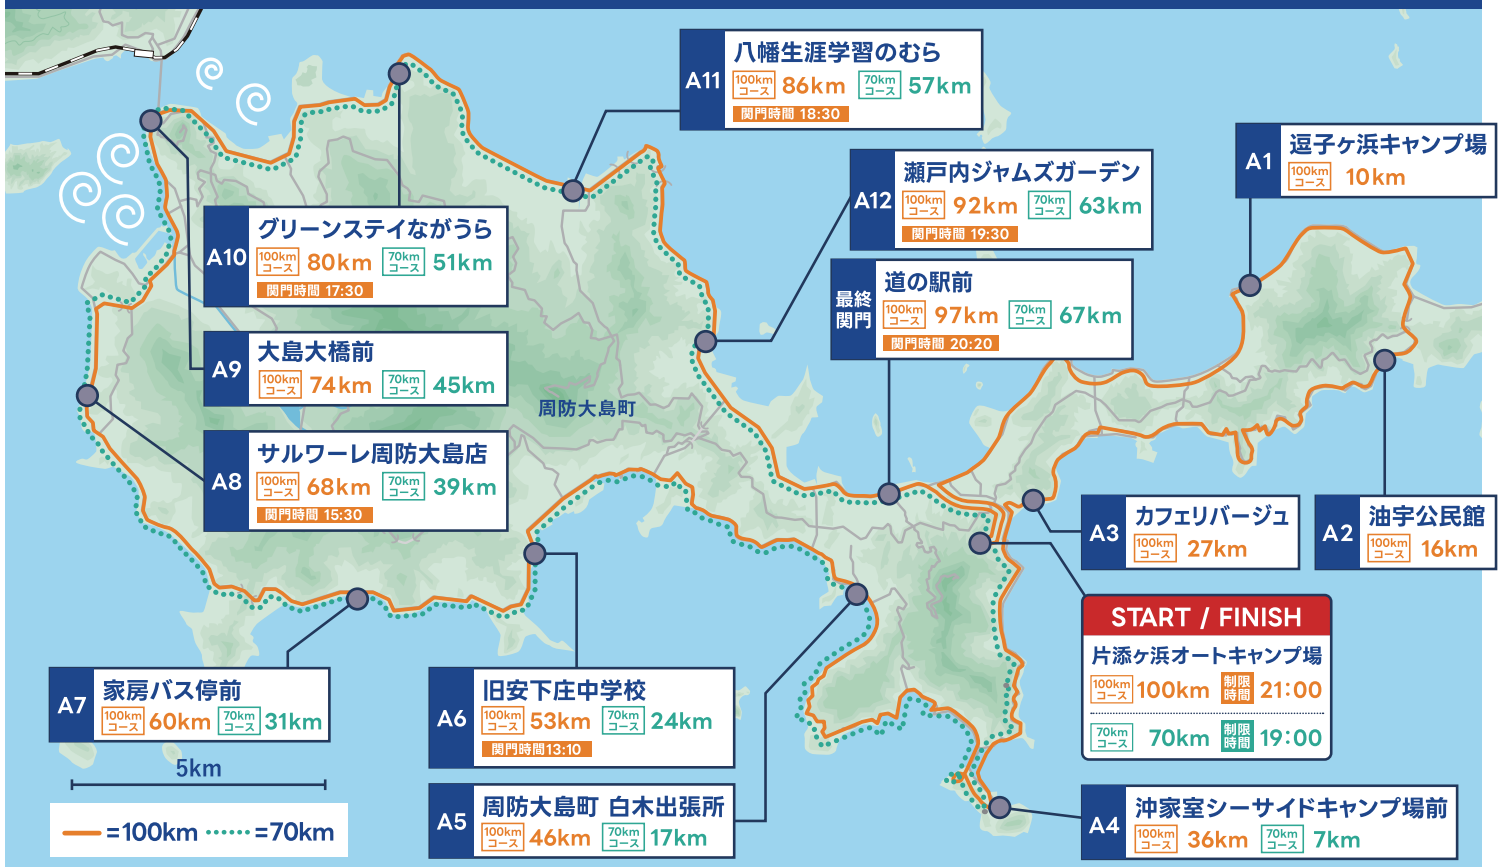 A11
八幡生涯学習のむら
100km
コース
86km
70km
コース
57km
関門時間 18:30
A1
逗子ヶ浜キャンプ場
100km
コース
10km
A12
瀬戸内ジャムズガーデン
100km
コース
92km
70km
コース
63km
関門時間 19:30
A10
グリーンステイながうら
100km
コース
80km
70km
コース
51km
関門時間 17:30
最終
関門
道の駅前
100km
コース
97km
70km
コース
67km
関門時間 20:20
A9
大島大橋前
100km
コース
74km
70km
コース
45km
周防大島町
A8
サルワーレ周防大島店
100km
コース
68km
70km
コース
39km
関門時間 15:30
A3
カフェリバージュ
100km
コース
27km
A2
油宇公民館
100km
コース
16km
START / FINISH
片添ヶ浜オートキャンプ場
100km
コース
100km
制限
時間
21:00
70km
コース
70km
制限
時間
19:00
A7
家房バス停前
100km
コース
60km
70km
コース
31km
A6
旧安下庄中学校
100km
コース
53km
70km
コース
24km
関門時間13:10
A5
周防大島町 白木出張所
100km
コース
46km
70km
コース
17km
A4
沖家室シーサイドキャンプ場前
100km
コース
36km
70km
コース
7km
5km
=100km
=70km